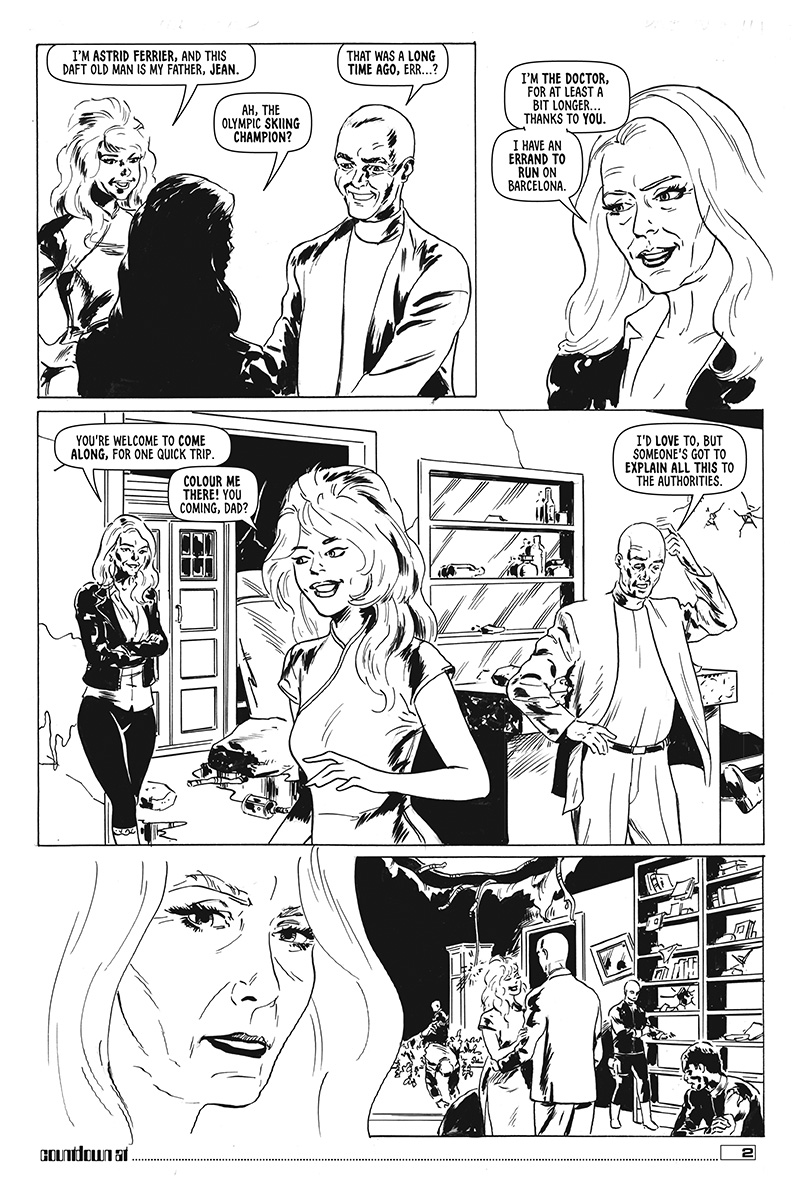 I'M ASTRID FERRIER, AND THIS
DAFT OLD MAN IS MY FATHER, JEAN.
THAT WAS A LONG
TIME AGO, ERR...?
AH, THE
OLYMPIC SKIING
CHAMPION?
I'M THE DOCTOR,
FOR AT LEAST A
BIT LONGER...
THANKS TO YOU.
I HAVE AN
ERRAND TO
RUN ON
BARCELONA.
YOU'RE WELCOME TO COME
ALONG, FOR ONE QUICK TRIP.
COLOUR ME
THERE! YOU
COMING, DAD?
I'D LOVE TO, BUT
SOMEONE'S GOT TO
EXPLAIN ALL THIS TO
THE AUTHORITIES.
countdown at
2